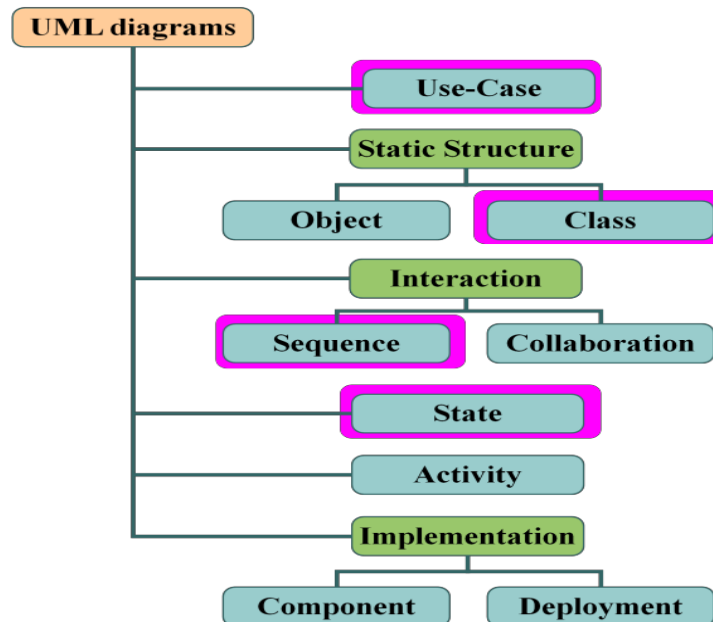 UML diagrams
Use-Case
Static Structure
Object
Class
Interaction
Sequence
Collaboration
State
Activity
Implementation
Component
Deployment